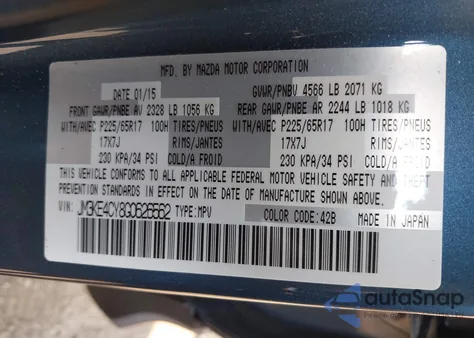 MFD. BY MAZDA MOTOR CORPORATION
DATE 01/15 GVWR/PNBV 4566 LB 2071 KG
FRONT GAWR/PNBE AV 2328 LB 1056 KG REAR GAWR/PNBE AR 2244 LB 1018 KG
WITH/AVEC P225/65R17 100H TIRES/PNEUS WITH/AVEC P225/65R17 100H TIRES/PNEUS
17X7J RIMS/JANTES 17X7J RIMS/JANTES
230 KPA/34 PSI COLD/A FROID 230 KPA/34 PSI COLD/A FROID
THIS VEHICLE CONFORMS TO ALL APPLICABLE FEDERAL MOTOR VEHICLE SAFETY AND THEFT
PREVENTION STANDARDS IN EFFECT ON THE DATE OF MANUFACTURE SHOWN ABOVE.
VIN: JM3KE4CY8G0626562 TYPE:MPV COLOR CODE:42B MADE IN JAPAN
autoSnap